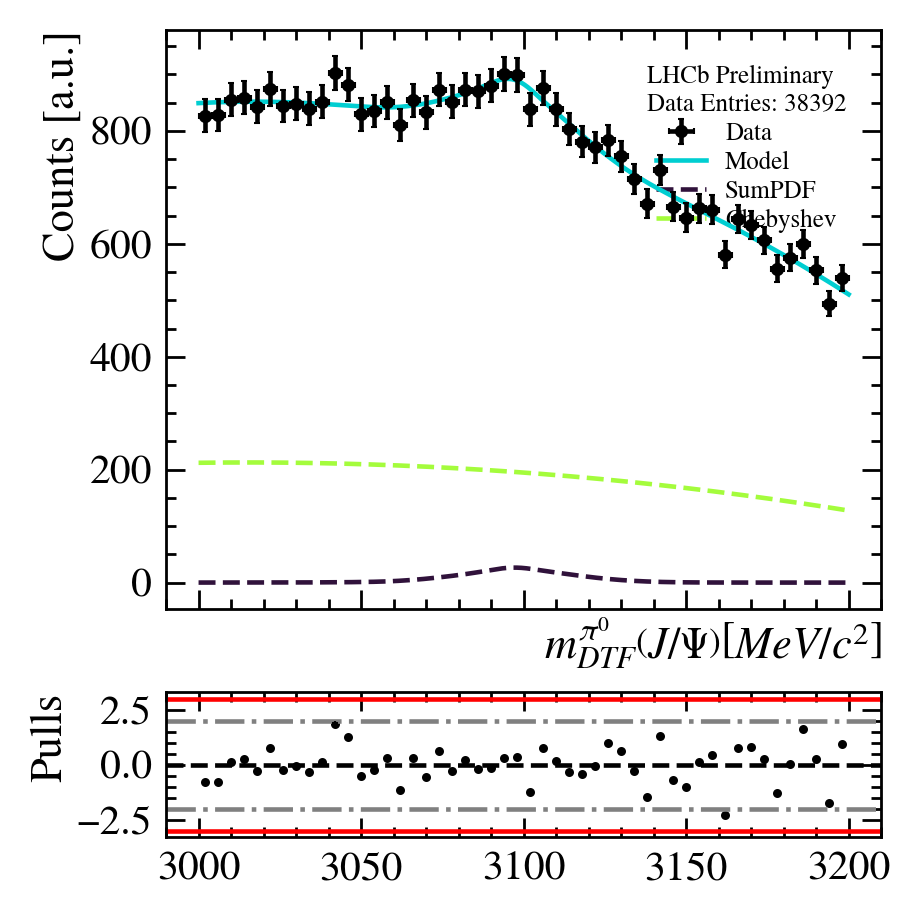 Counts [a.u.]
800
600
400
200
0
LHCb Preliminary
Data Entries: 38392
Data
Model
SumPDF
Chebyshev
$m_{DTF}^{\pi^0}(J/\Psi)[MeV/c^2]$
Pulls
2.5
0.0
−2.5
3000 3050 3100 3150 3200